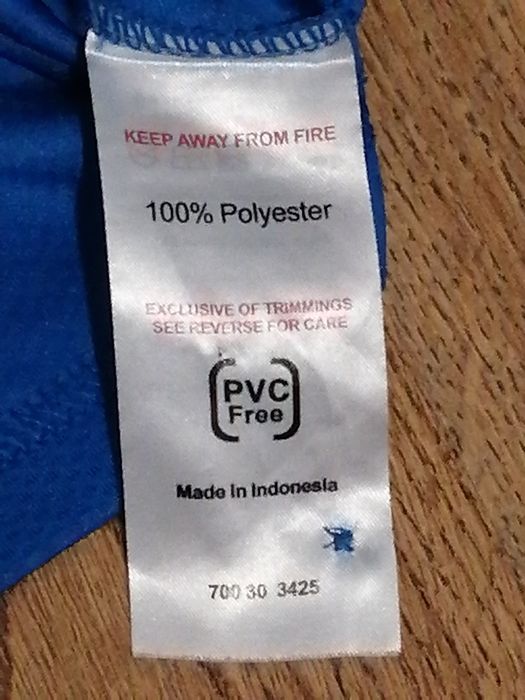 KEEP AWAY FROM FIRE
100% Polyester
EXCLUSIVE OF TRIMMINGS
SEE REVERSE FOR CARE
PVC
Free
Made in Indonesia
700 30 3425